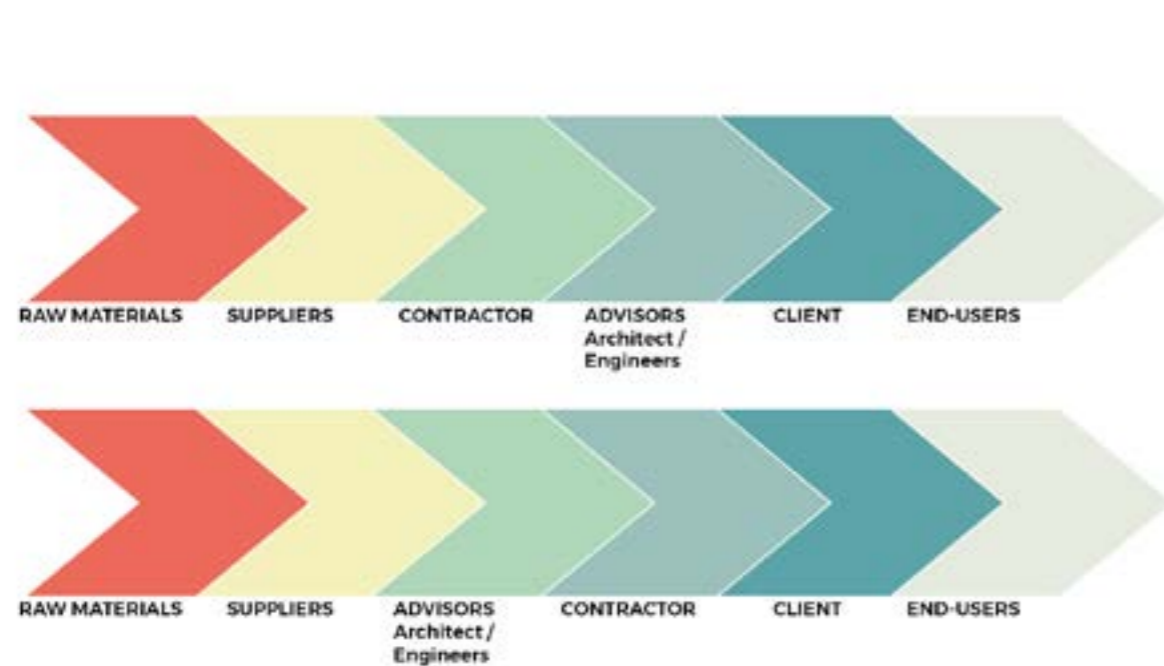 RAW MATERIALS
SUPPLIERS
CONTRACTOR
ADVISORS
Architect /
Engineers
CLIENT
END-USERS
RAW MATERIALS
SUPPLIERS
ADVISORS
Architect /
Engineers
CONTRACTOR
CLIENT
END-USERS